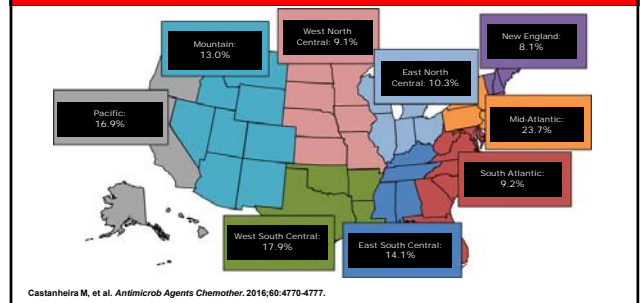 West North
Central: 9.1%
New England:
8.1%
Mountain:
13.0%
East North
Central: 10.3%
Pacific:
16.9%
Mid-Atlantic:
23.7%
South Atlantic:
9.2%
West South Central:
17.9%
East South Central:
14.1%
Castanheira M, et al. Antimicrob Agents Chemother. 2016;60:4770-4777.